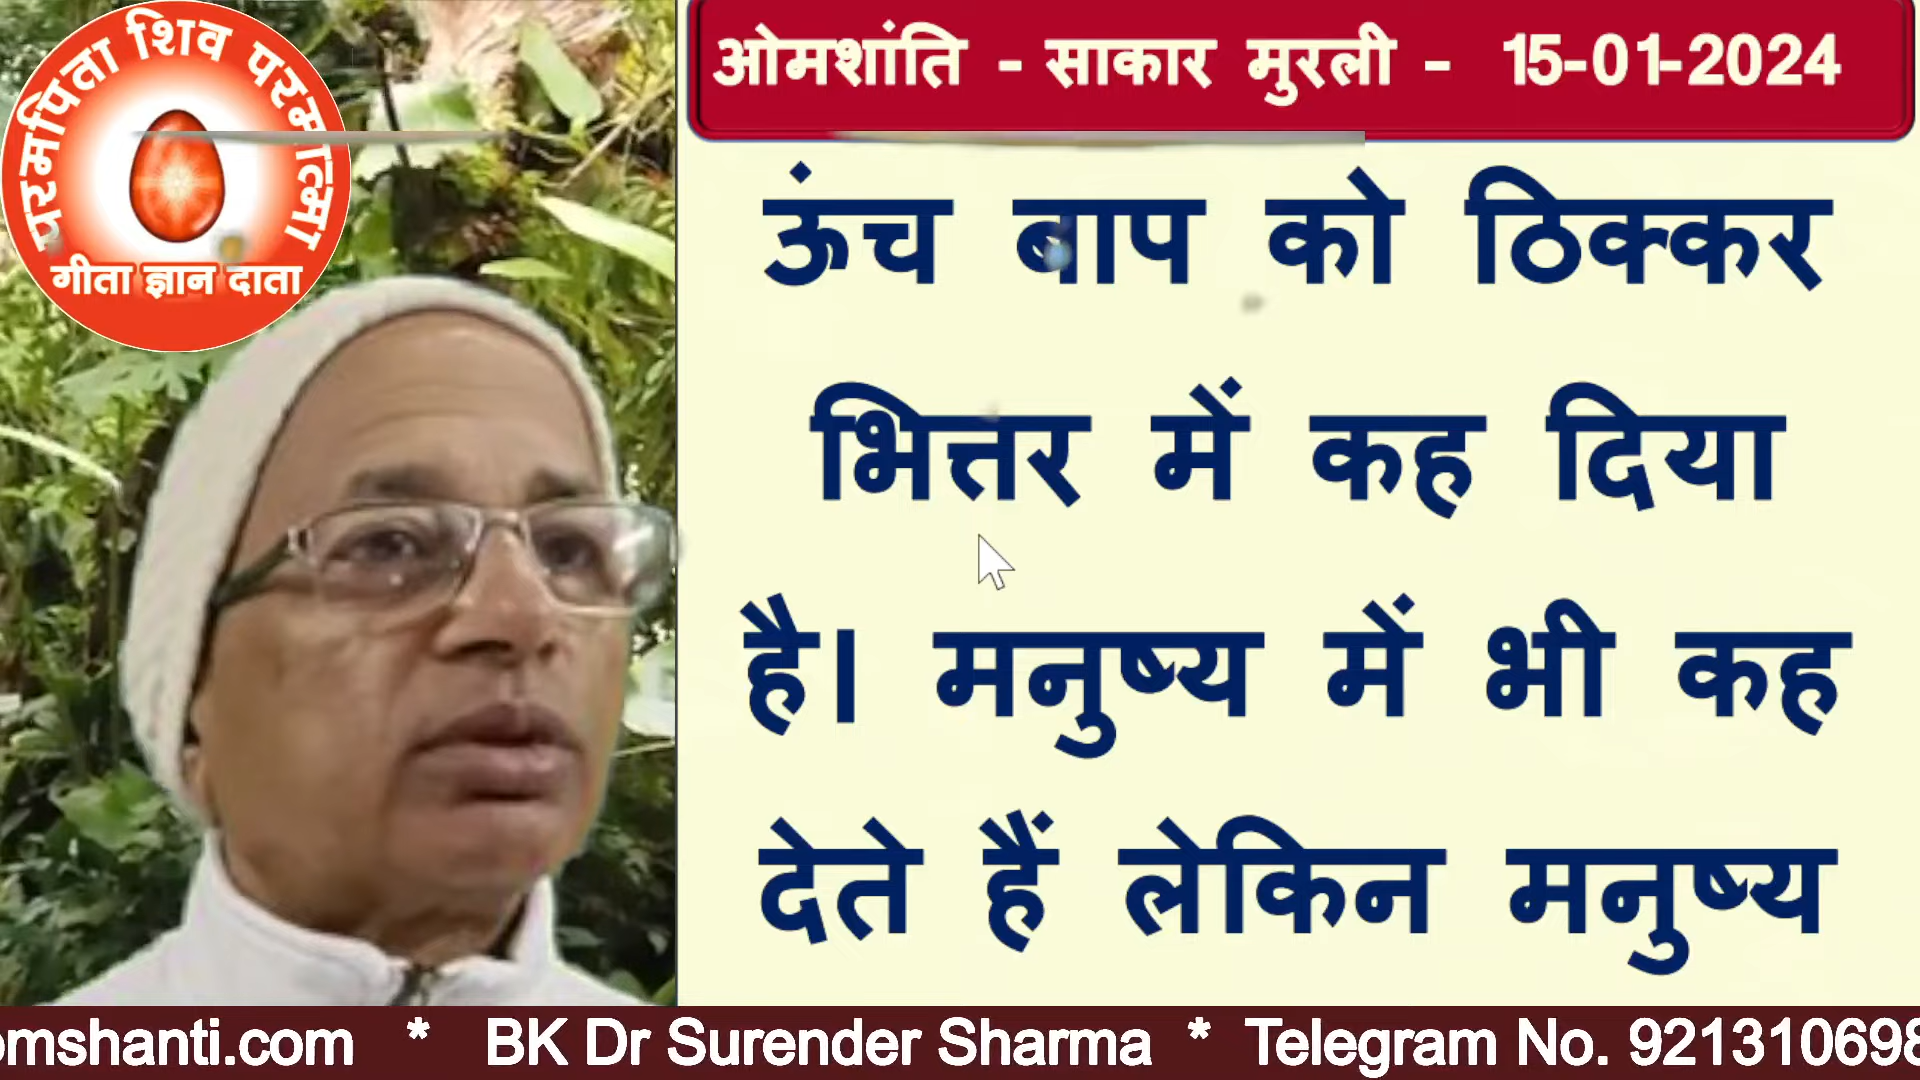 परमपिता शिव परमात्मा
गीता ज्ञान दाता
ओमशांति - साकार मुरली - 15-01-2024
ऊंच बाप को ठिक्कर
भित्तर में कह दिया
है। मनुष्य में भी कह
देते हैं लेकिन मनुष्य
omshanti.com * BK Dr Surender Sharma * Telegram No. 921310698